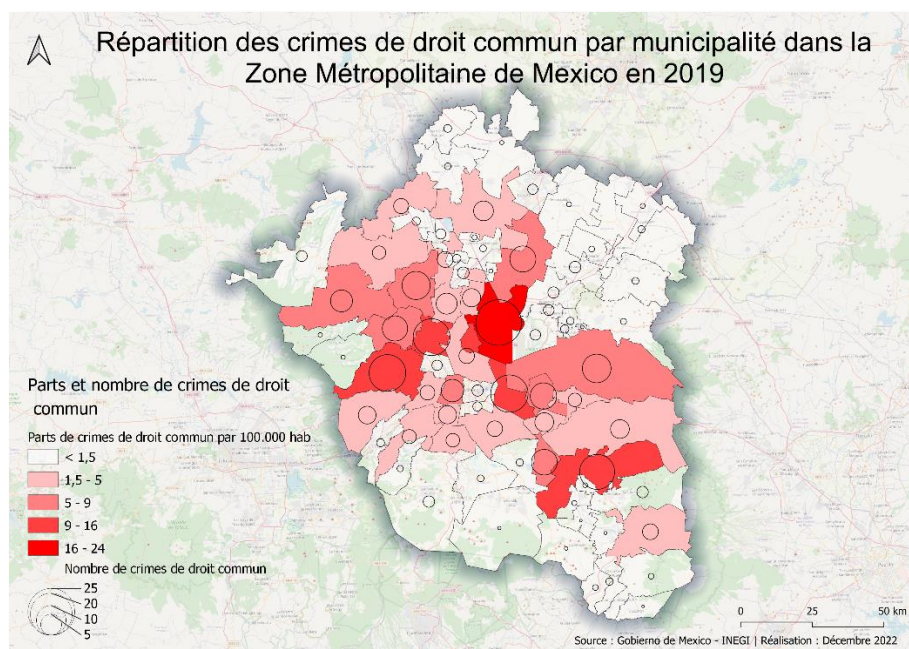 Répartition des crimes de droit commun par municipalité dans la
Zone Métropolitaine de Mexico en 2019
Parts et nombre de crimes de droit
commun
Parts de crimes de droit commun par 100.000 hab
< 1,5
1,5 - 5
5 - 9
9 - 16
16 - 24
Nombre de crimes de droit commun
25
20
10
5
0 25 50 km
Source : Gobierno de Mexico - INEGI | Réalisation : Décembre 2022